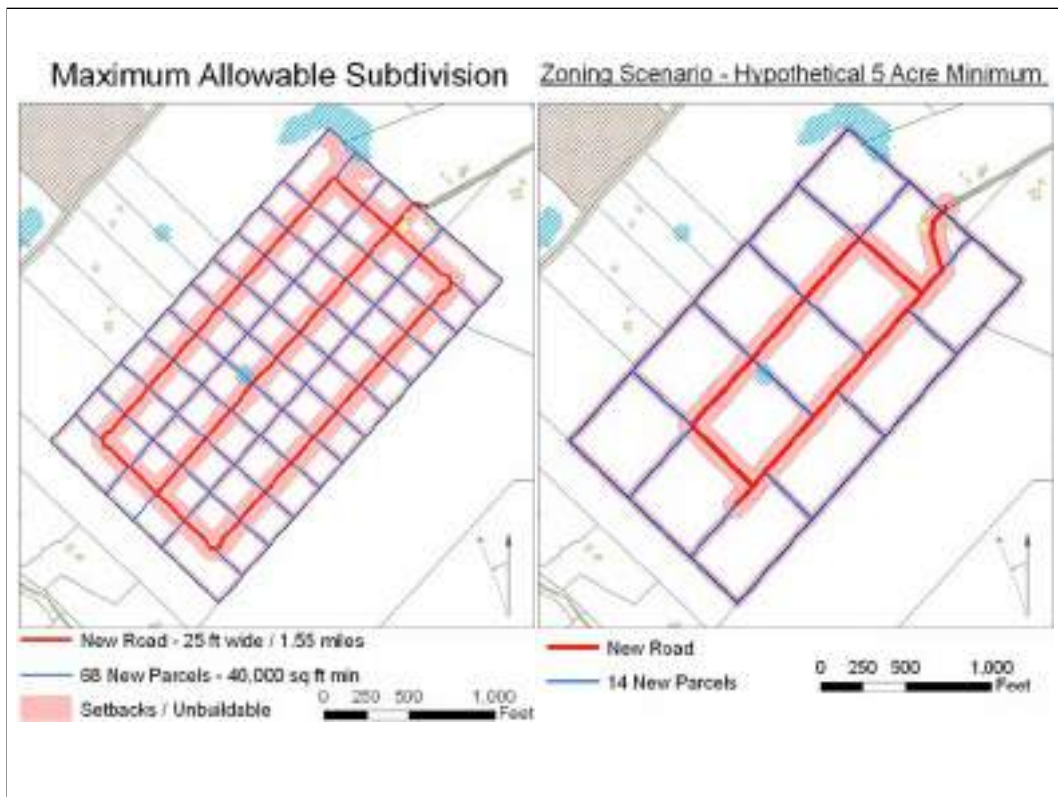 Maximum Allowable Subdivision
New Road - 25 ft wide / 1.55 miles
68 New Parcels - 40,000 sq ft min
Setbacks / Unbuildable
0 250 500 1,000
Feet
Zoning Scenario - Hypothetical 5 Acre Minimum
New Road
14 New Parcels
0 250 500 1,000
Feet